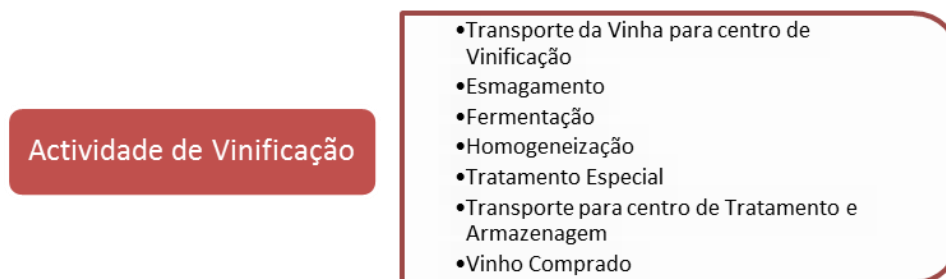 Actividade de Vinificação
•Transporte da Vinha para centro de
Vinificação
•Esmagamento
•Fermentação
•Homogeneização
•Tratamento Especial
•Transporte para centro de Tratamento e
Armazenagem
•Vinho Comprado